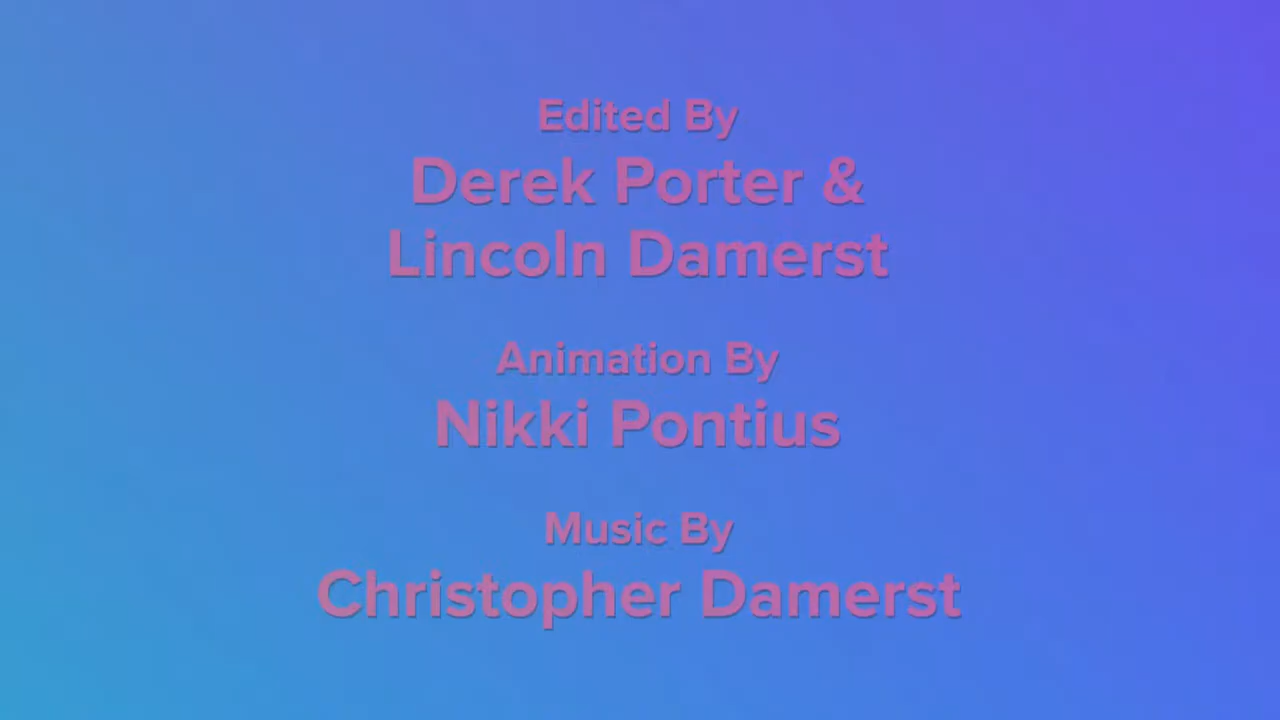 Edited By
Derek Porter &
Lincoln Damerst
Animation By
Nikki Pontius
Music By
Christopher Damerst